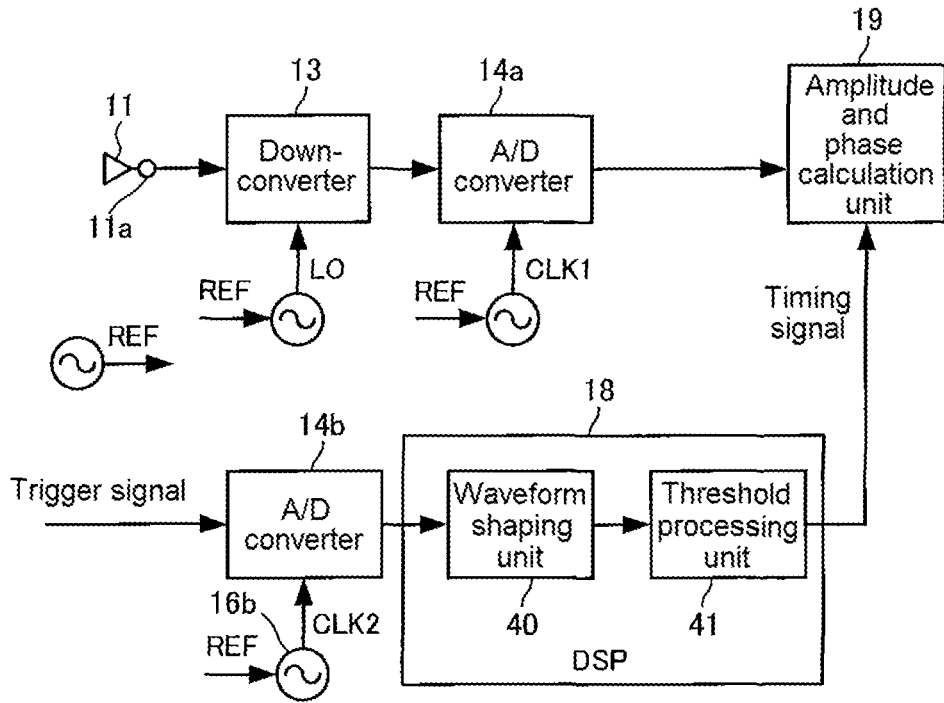 19
13
14a
11
Amplitude
and
phase
calculation
unit
Down-
converter
A/D
converter
11a
LO
CLK1
REF
REF
Timing
signal
REF
18
14b
Trigger signal
A/D
converter
Waveform
shaping
unit
Threshold
processing
unit
16b
CLK2
40
41
REF
DSP